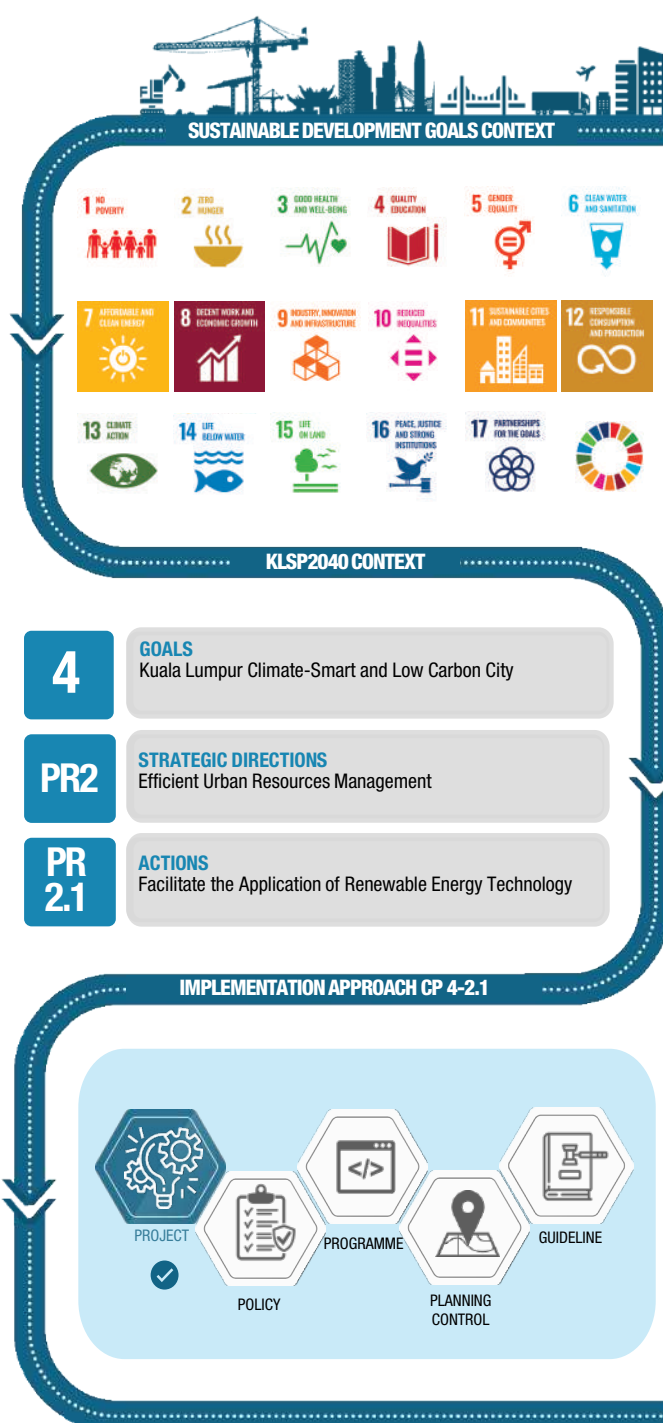 SUSTAINABLE DEVELOPMENT GOALS CONTEXT
1 NO POVERTY
2 ZERO HUNGER
3 GOOD HEALTH AND WELL-BEING
4 QUALITY EDUCATION
5 GENDER EQUALITY
6 CLEAN WATER AND SANITATION
7 AFFORDABLE AND CLEAN ENERGY
8 DECENT WORK AND ECONOMIC GROWTH
9 INDUSTRY, INNOVATION AND INFRASTRUCTURE
10 REDUCED INEQUALITIES
11 SUSTAINABLE CITIES AND COMMUNITIES
12 RESPONSIBLE CONSUMPTION AND PRODUCTION
13 CLIMATE ACTION
14 LIFE BELOW WATER
15 LIFE ON LAND
16 PEACE, JUSTICE AND STRONG INSTITUTIONS
17 PARTNERSHIPS FOR THE GOALS
KLSP2040 CONTEXT
4
GOALS
Kuala Lumpur Climate-Smart and Low Carbon City
PR2
STRATEGIC DIRECTIONS
Efficient Urban Resources Management
PR
2.1
ACTIONS
Facilitate the Application of Renewable Energy Technology
IMPLEMENTATION APPROACH CP 4-2.1
PROJECT
POLICY
</>
PROGRAMME
PLANNING
CONTROL
GUIDELINE